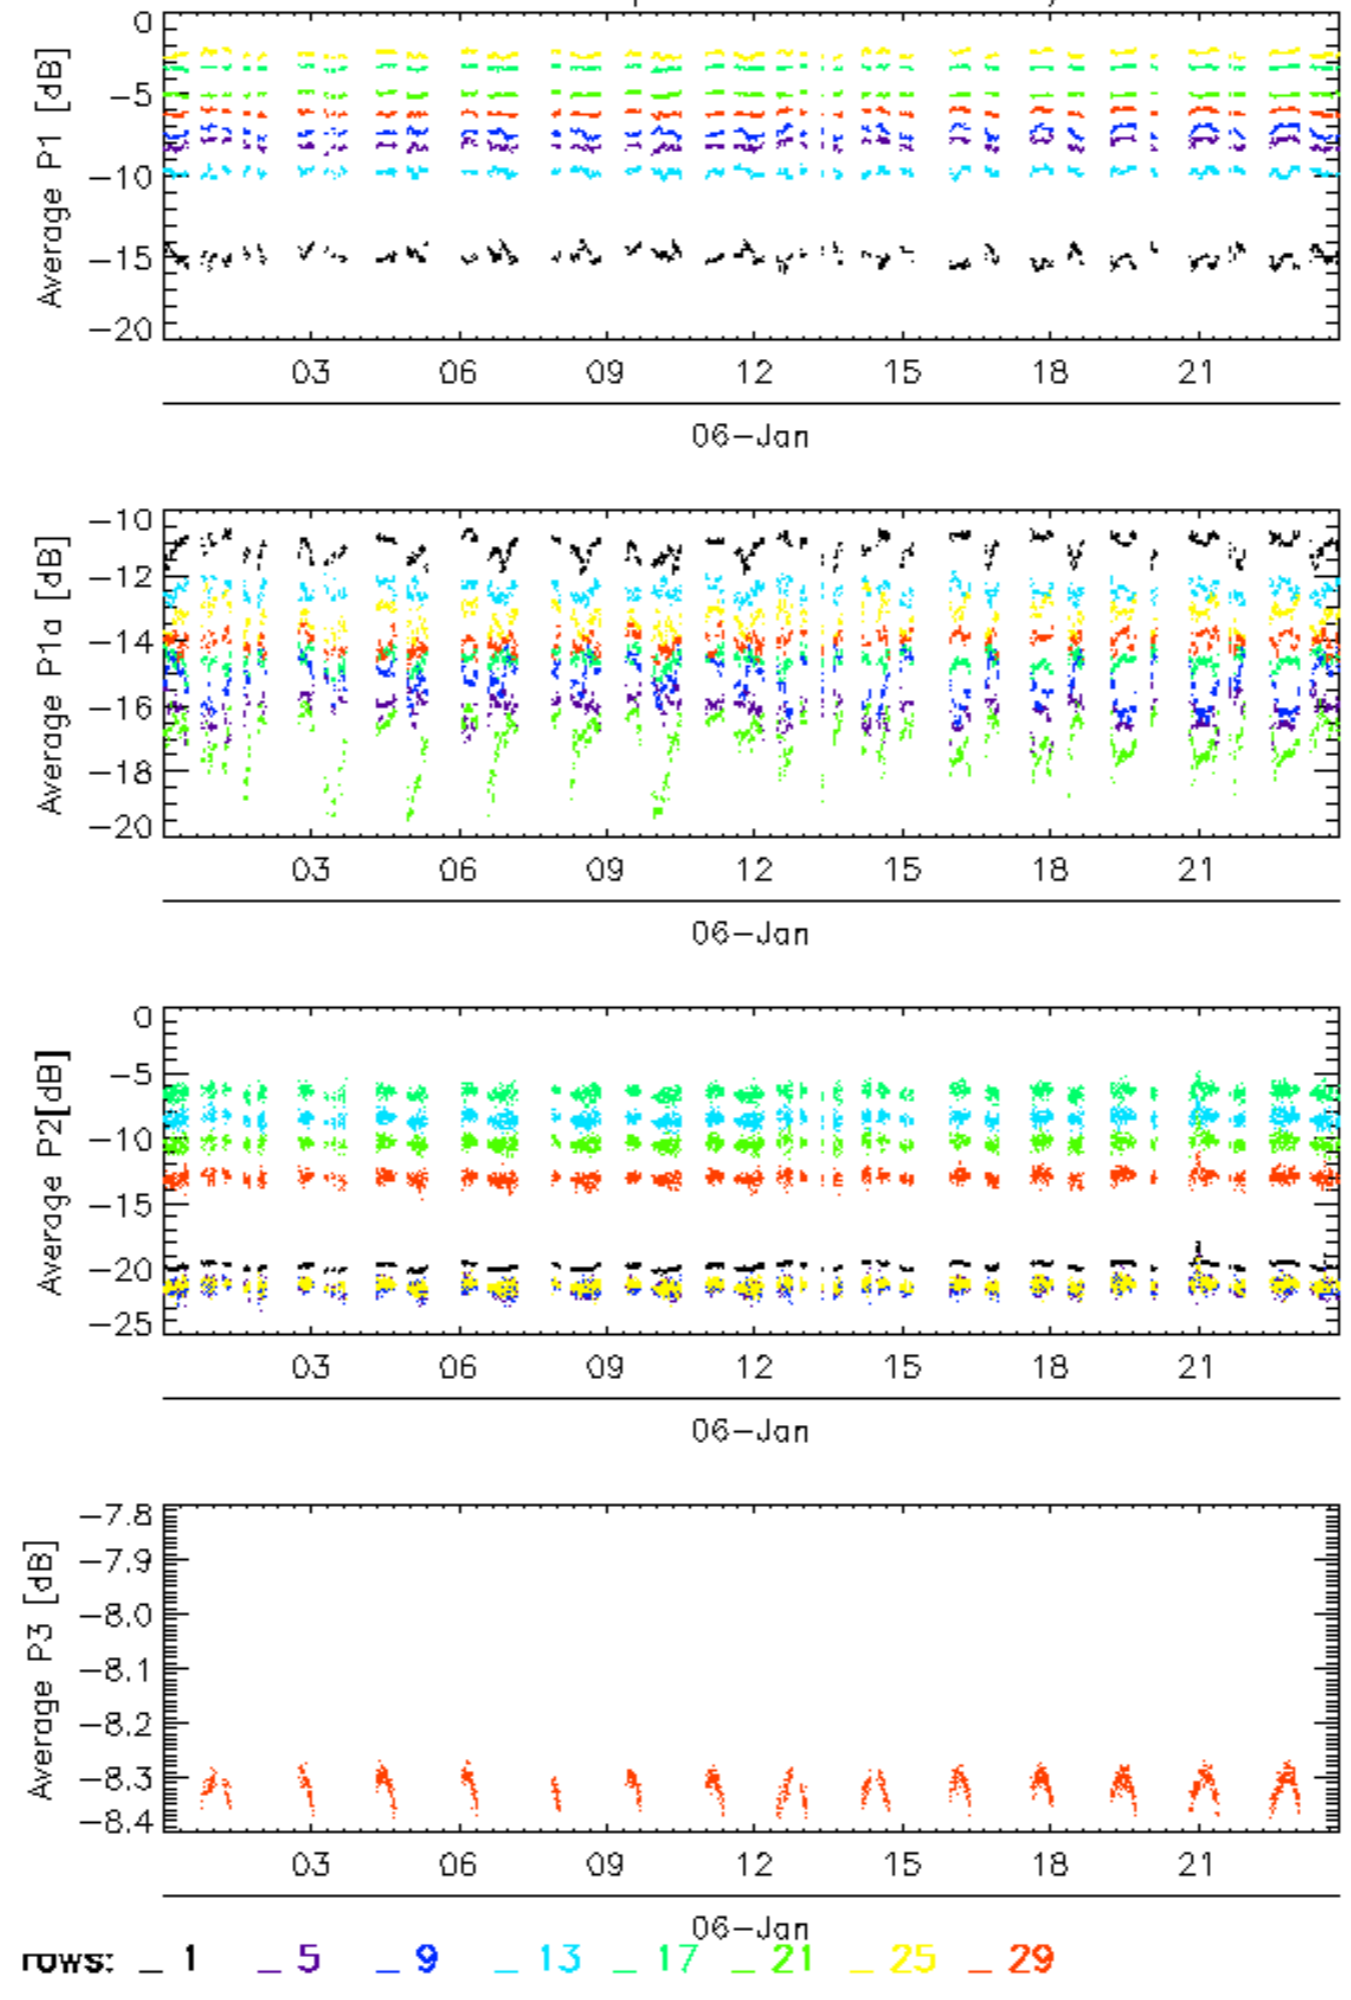 0
−5
−10
−15
−20
Average P1 [dB]
03 06 09 12 15 18 21
06−Jan
−10
−12
−14
−16
−18
−20
Average P1a [dB]
03 06 09 12 15 18 21
06−Jan
0
−5
−10
−15
−20
−25
Average P2[dB]
03 06 09 12 15 18 21
06−Jan
−7.8
−7.9
−8.0
−8.1
−8.2
−8.3
−8.4
Average P3 [dB]
03 06 09 12 15 18 21
06−Jan
rows: _ 1 _ 5 _ 9 _ 13 _ 17 _ 21 _ 25 _ 29